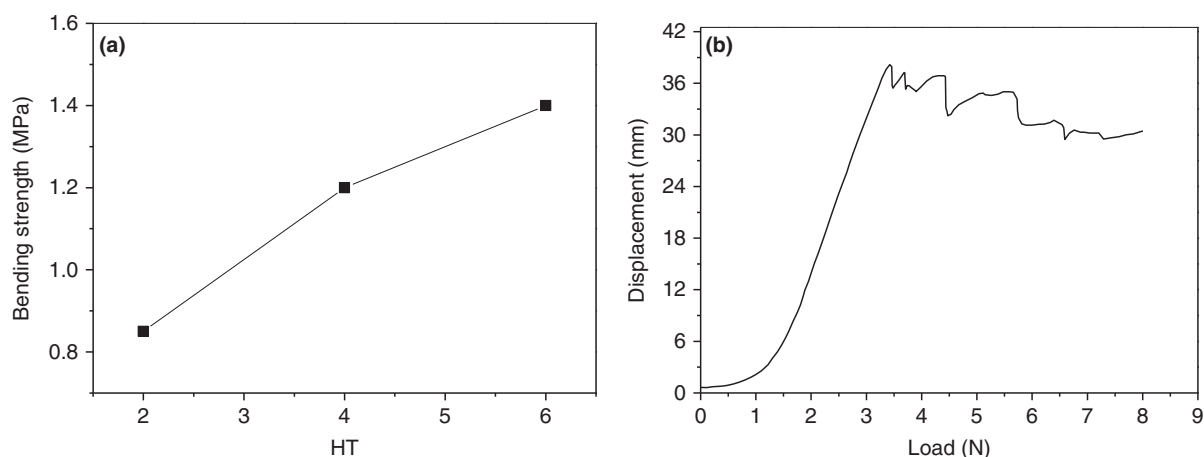 (a)
Bending strength (MPa)
1.6
1.4
1.2
1.0
0.8
2 3 4 5 6
HT
(b)
Displacement (mm)
42
36
30
24
18
12
6
0
0 1 2 3 4 5 6 7 8 9
Load (N)